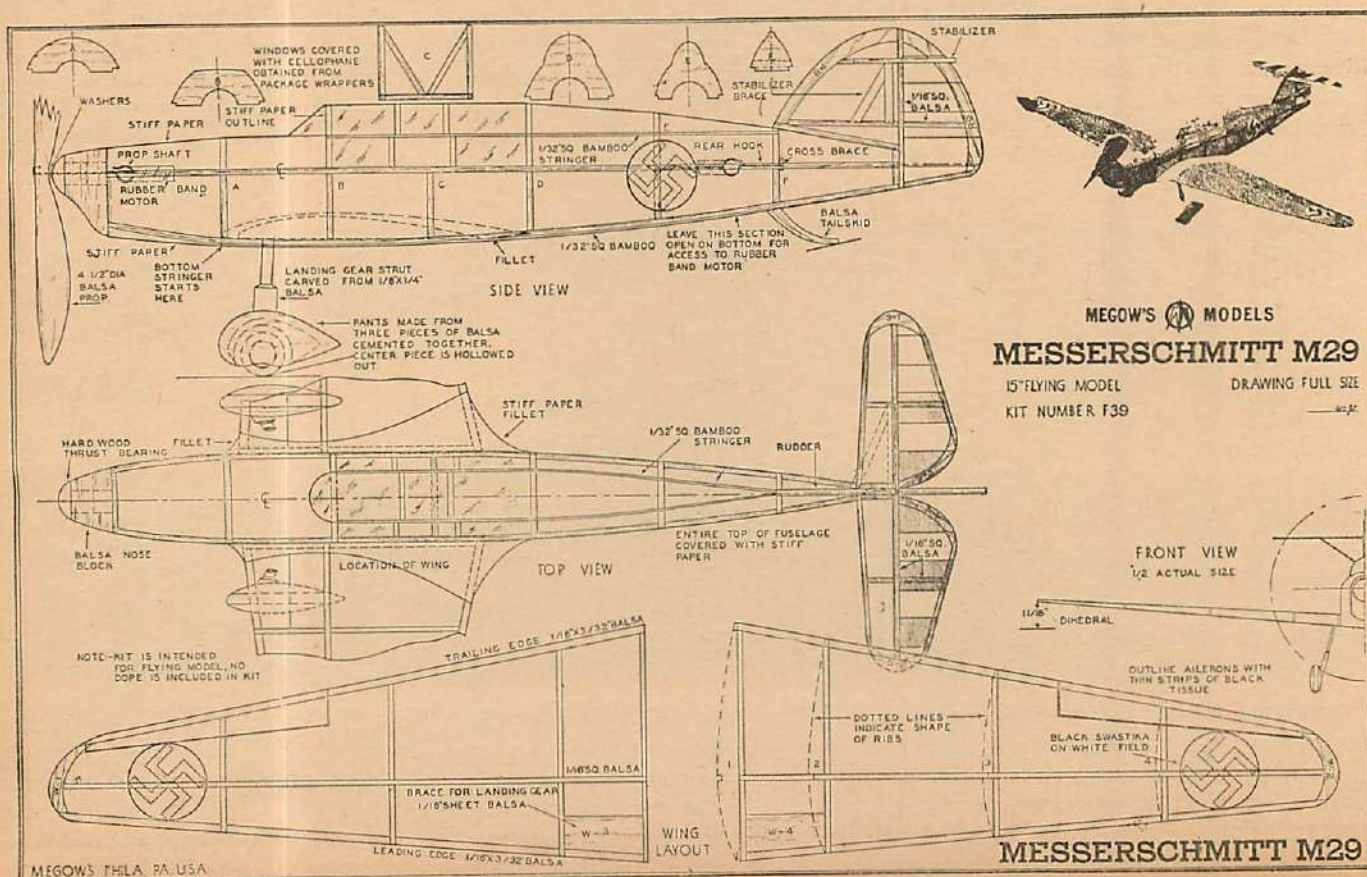 WASHERS
WINDOWS COVERED
WITH CELLOPHANE
OBTAINED FROM
PACKAGE WRAPPERS
A
B
C
D
E
STABILIZER
STABILIZER
BRACE
1/16"SQ.
BALSA
STIFF PAPER
STIFF PAPER
OUTLINE
PROP SHAFT
RUBBER BAND
MOTOR
1/32"SQ BAMBOO
STRINGER
REAR HOOK
CROSS BRACE
A
B
C
D
F
STIFF PAPER
4 1/2"DIA
BALSA
PROP
BOTTOM
STRINGER
STARTS
HERE
LANDING GEAR STRUT
CARVED FROM 1/8"X1/4"
BALSA
FILLET
1/32"SQ BAMBOO
LEAVE THIS SECTION
OPEN ON BOTTOM FOR
ACCESS TO RUBBER
BAND MOTOR
BALSA
TAILSKID
SIDE VIEW
PANTS MADE FROM
THREE PIECES OF BALSA
CEMENTED TOGETHER.
CENTER PIECE IS HOLLOWED
OUT.
MEGOW'S MODELS
MESSERSCHMITT M29
15"FLYING MODEL
DRAWING FULL SIZE
KIT NUMBER F39
HARD WOOD
THRUST BEARING
FILLET
STIFF PAPER
FILLET
1/32"SQ. BAMBOO
STRINGER
RUDDER
BALSA NOSE
BLOCK
LOCATION OF WING
TOP VIEW
ENTIRE TOP OF FUSELAGE
COVERED WITH STIFF
PAPER
1/16"SQ.
BALSA
FRONT VIEW
1/2 ACTUAL SIZE
11/16"
DIHEDRAL
NOTE:-KIT IS INTENDED
FOR FLYING MODEL, NO
DOPE IS INCLUDED IN KIT
TRAILING EDGE 1/16"X3/32"BALSA
OUTLINE AILERONS WITH
THIN STRIPS OF BLACK
TISSUE
DOTTED LINES
INDICATE SHAPE
OF RIBS
BLACK SWASTIKA
ON WHITE FIELD
1
2
3
4
1/16"SQ. BALSA
BRACE FOR LANDING GEAR
1/16"SHEET BALSA
W-3
W-4
WING
LAYOUT
LEADING EDGE 1/16"X3/32 BALSA
MESSERSCHMITT M29
MEGOW'S PHILA. PA. U.S.A.